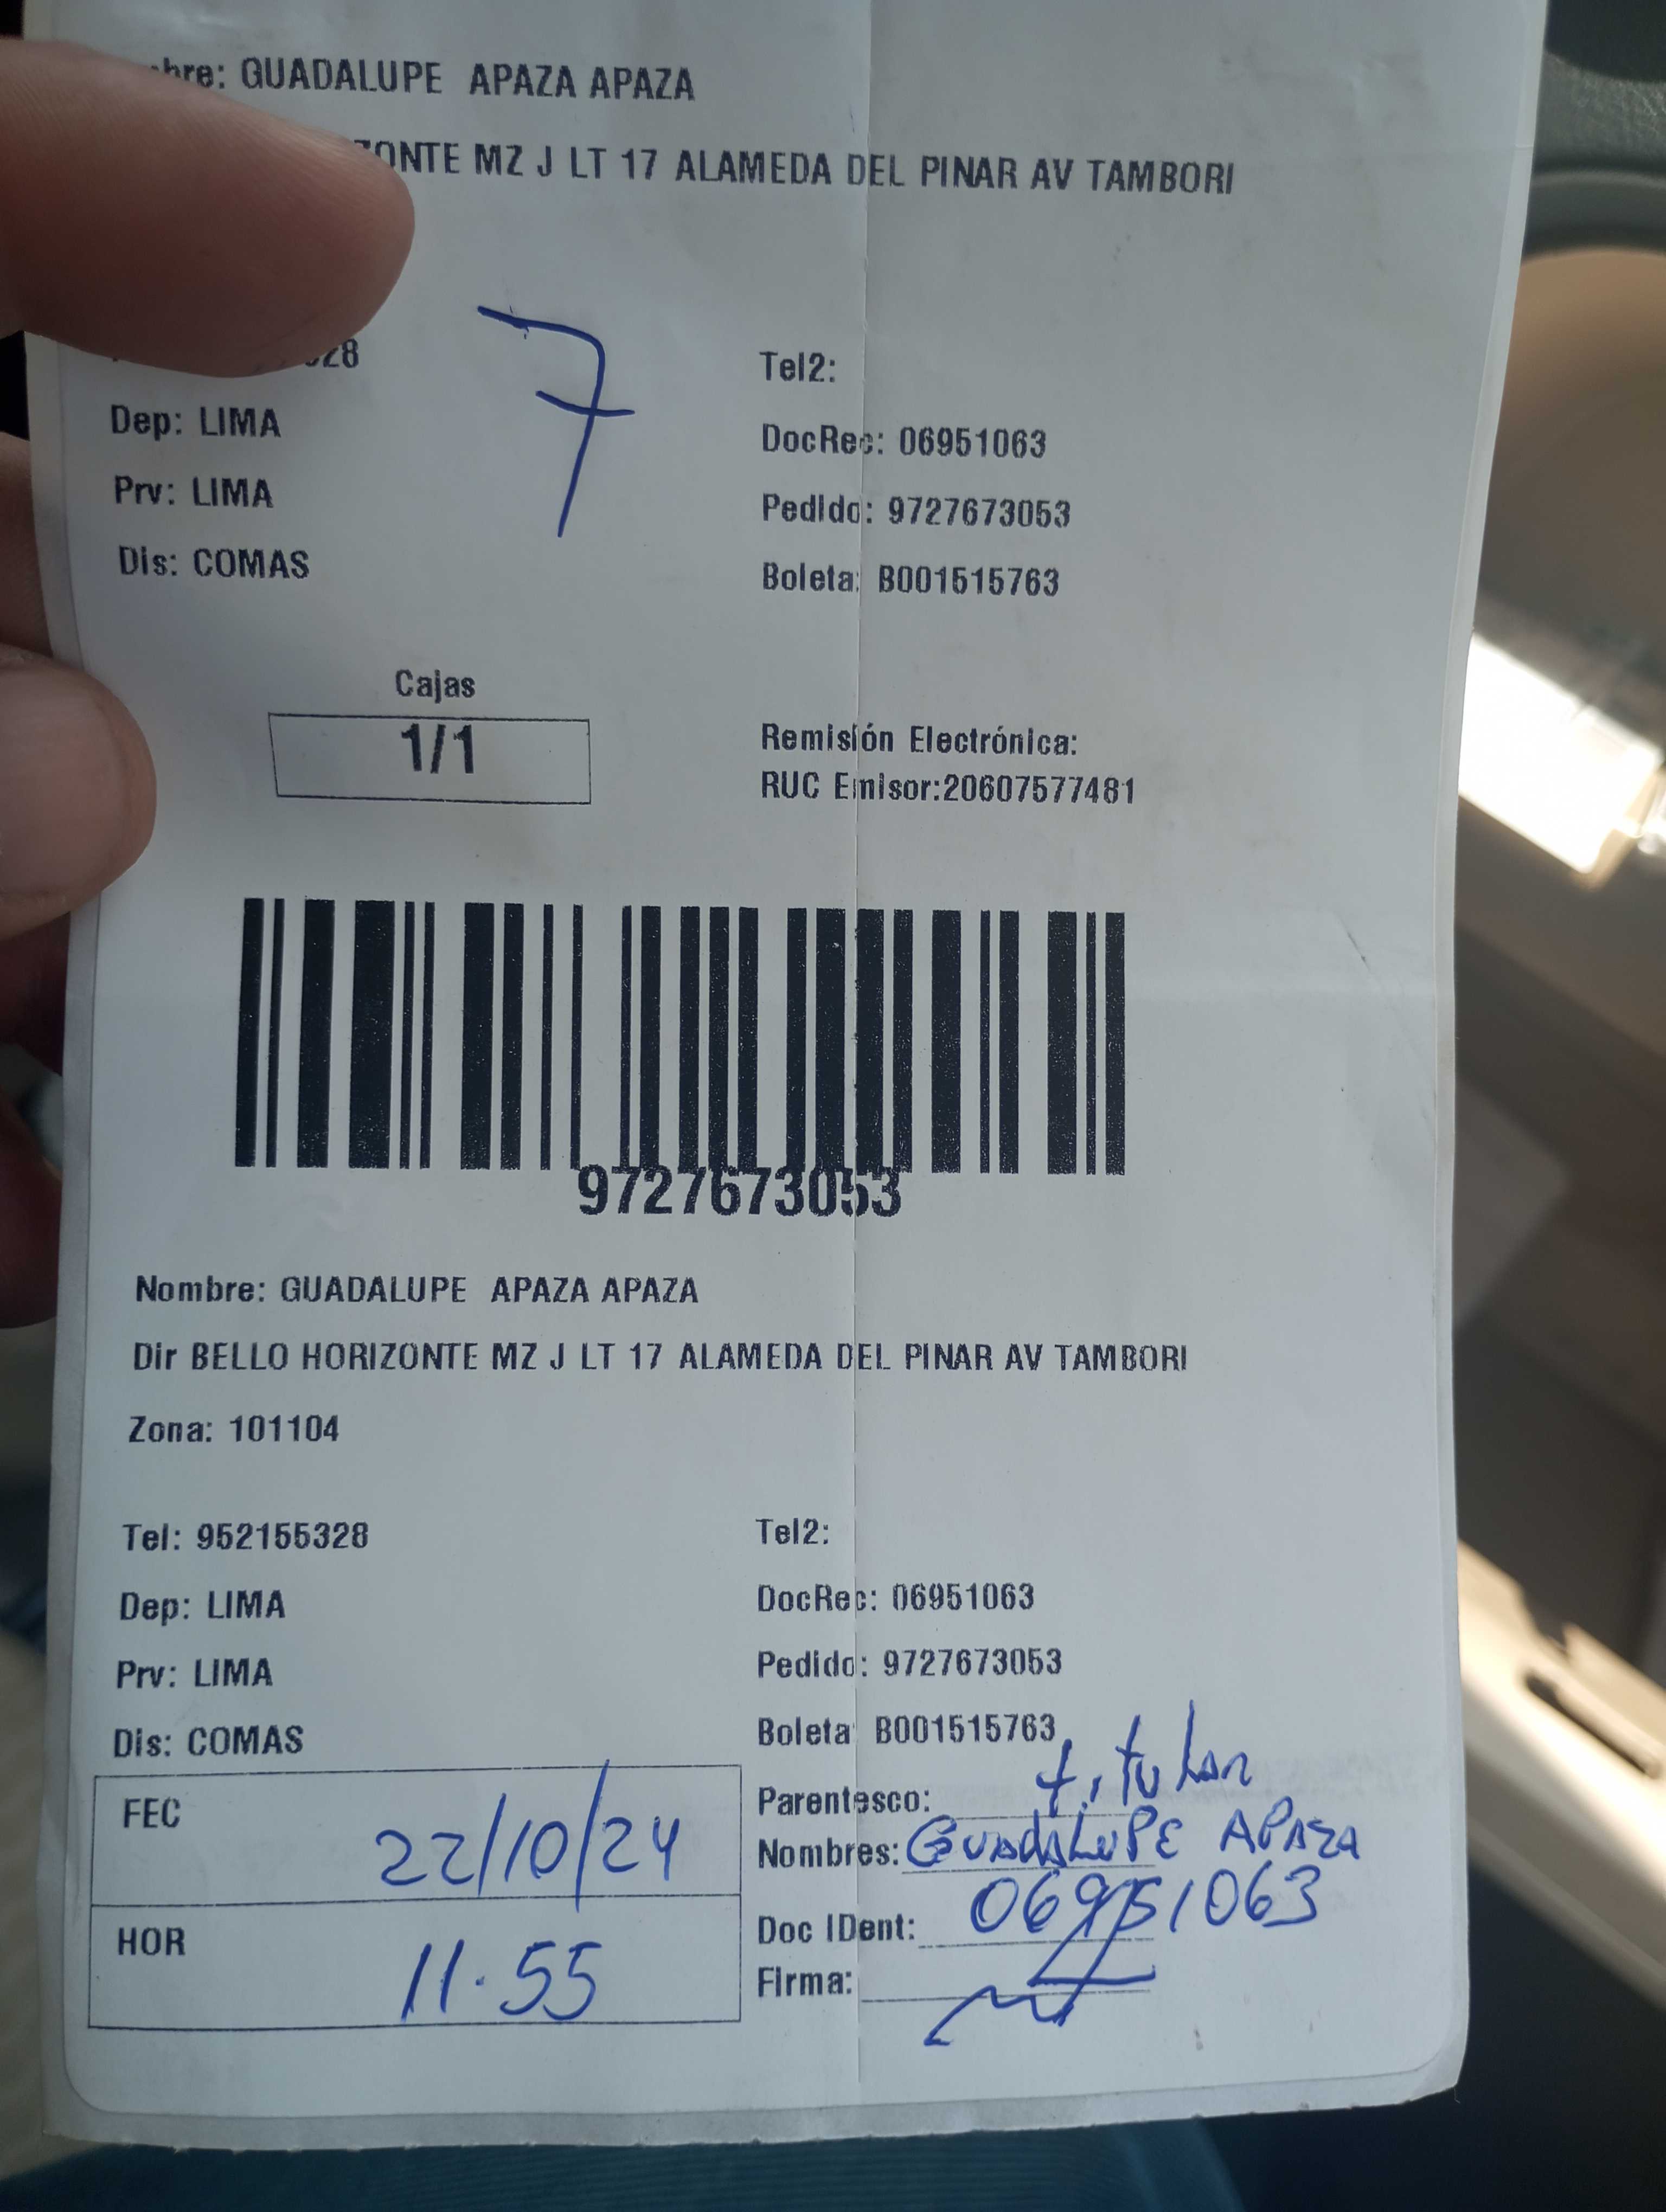 GUADALUPE APAZA APAZA
MZ J LT 17 ALAMEDA DEL PINAR AV TAMBORI
7
Tel2:
Dep: LIMA
DocRec: 06951063
Prv: LIMA
Pedido: 9727673053
Dis: COMAS
Boleta: B001515763
Cajas
1/1
Remisión Electrónica:
RUC Emisor:20607577481
9727673053
Nombre: GUADALUPE APAZA APAZA
Dir BELLO HORIZONTE MZ J LT 17 ALAMEDA DEL PINAR AV TAMBORI
Zona: 101104
Tel: 952155328
Tel2:
Dep: LIMA
DocRec: 06951063
Prv: LIMA
Pedido: 9727673053
Dis: COMAS
Boleta: B001515763
FEC 22/10/24
HOR 11.55
Parentesco: titular
Nombres: GUADALUPE APAZA
Doc IDent: 06951063
Firma: